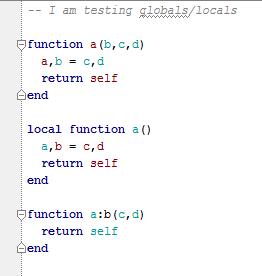 -- I am testing globals/locals
function a(b,c,d)
a,b = c,d
return self
end
local function a()
a,b = c,d
return self
end
function a:b(c,d)
return self
end